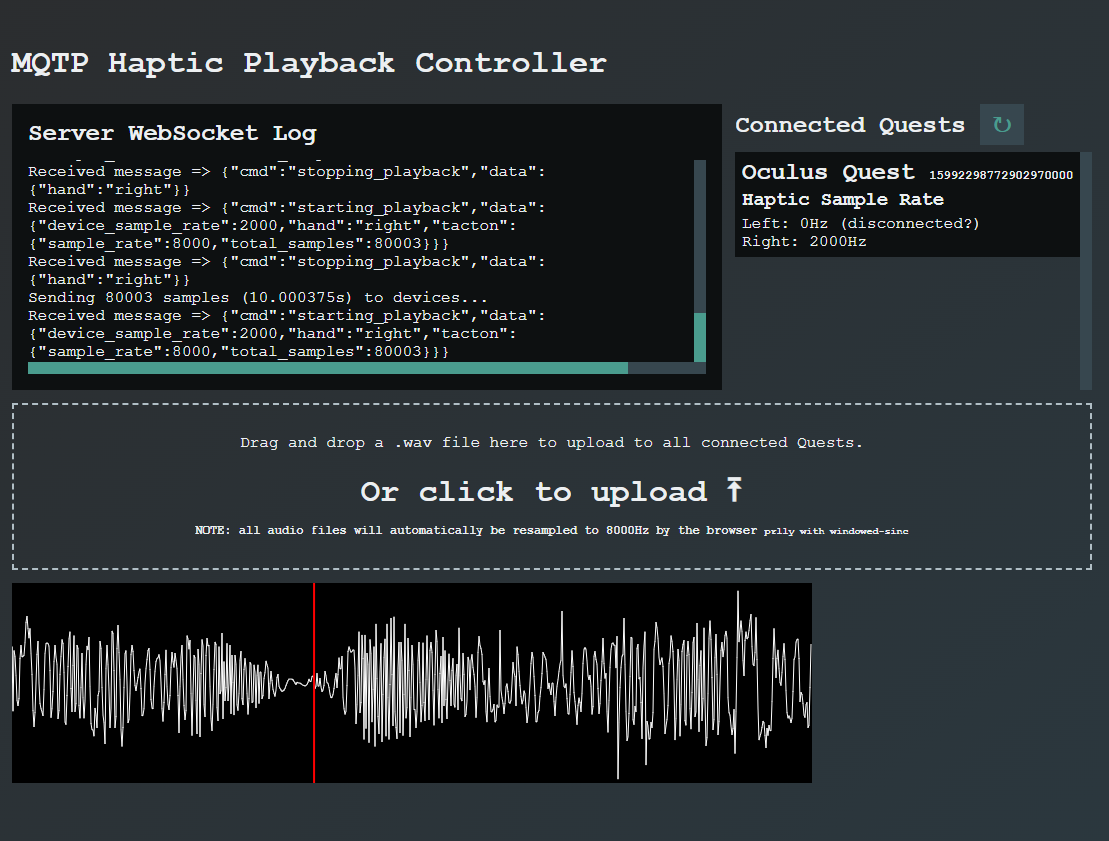 MQTP Haptic Playback Controller
Server WebSocket Log
Received message => {"cmd":"stopping_playback","data":
{"hand":"right"}}
Received message => {"cmd":"starting_playback","data":
{"device_sample_rate":2000,"hand":"right","tacton":
{"sample_rate":8000,"total_samples":80003}}}
Received message => {"cmd":"stopping_playback","data":
{"hand":"right"}}
Sending 80003 samples (10.000375s) to devices...
Received message => {"cmd":"starting_playback","data":
{"device_sample_rate":2000,"hand":"right","tacton":
{"sample_rate":8000,"total_samples":80003}}}
Connected Quests ↻
Oculus Quest 15992298772902970000
Haptic Sample Rate
Left: 0Hz (disconnected?)
Right: 2000Hz
Drag and drop a .wav file here to upload to all connected Quests.
Or click to upload ⤒
NOTE: all audio files will automatically be resampled to 8000Hz by the browser prlly with windowed-sinc